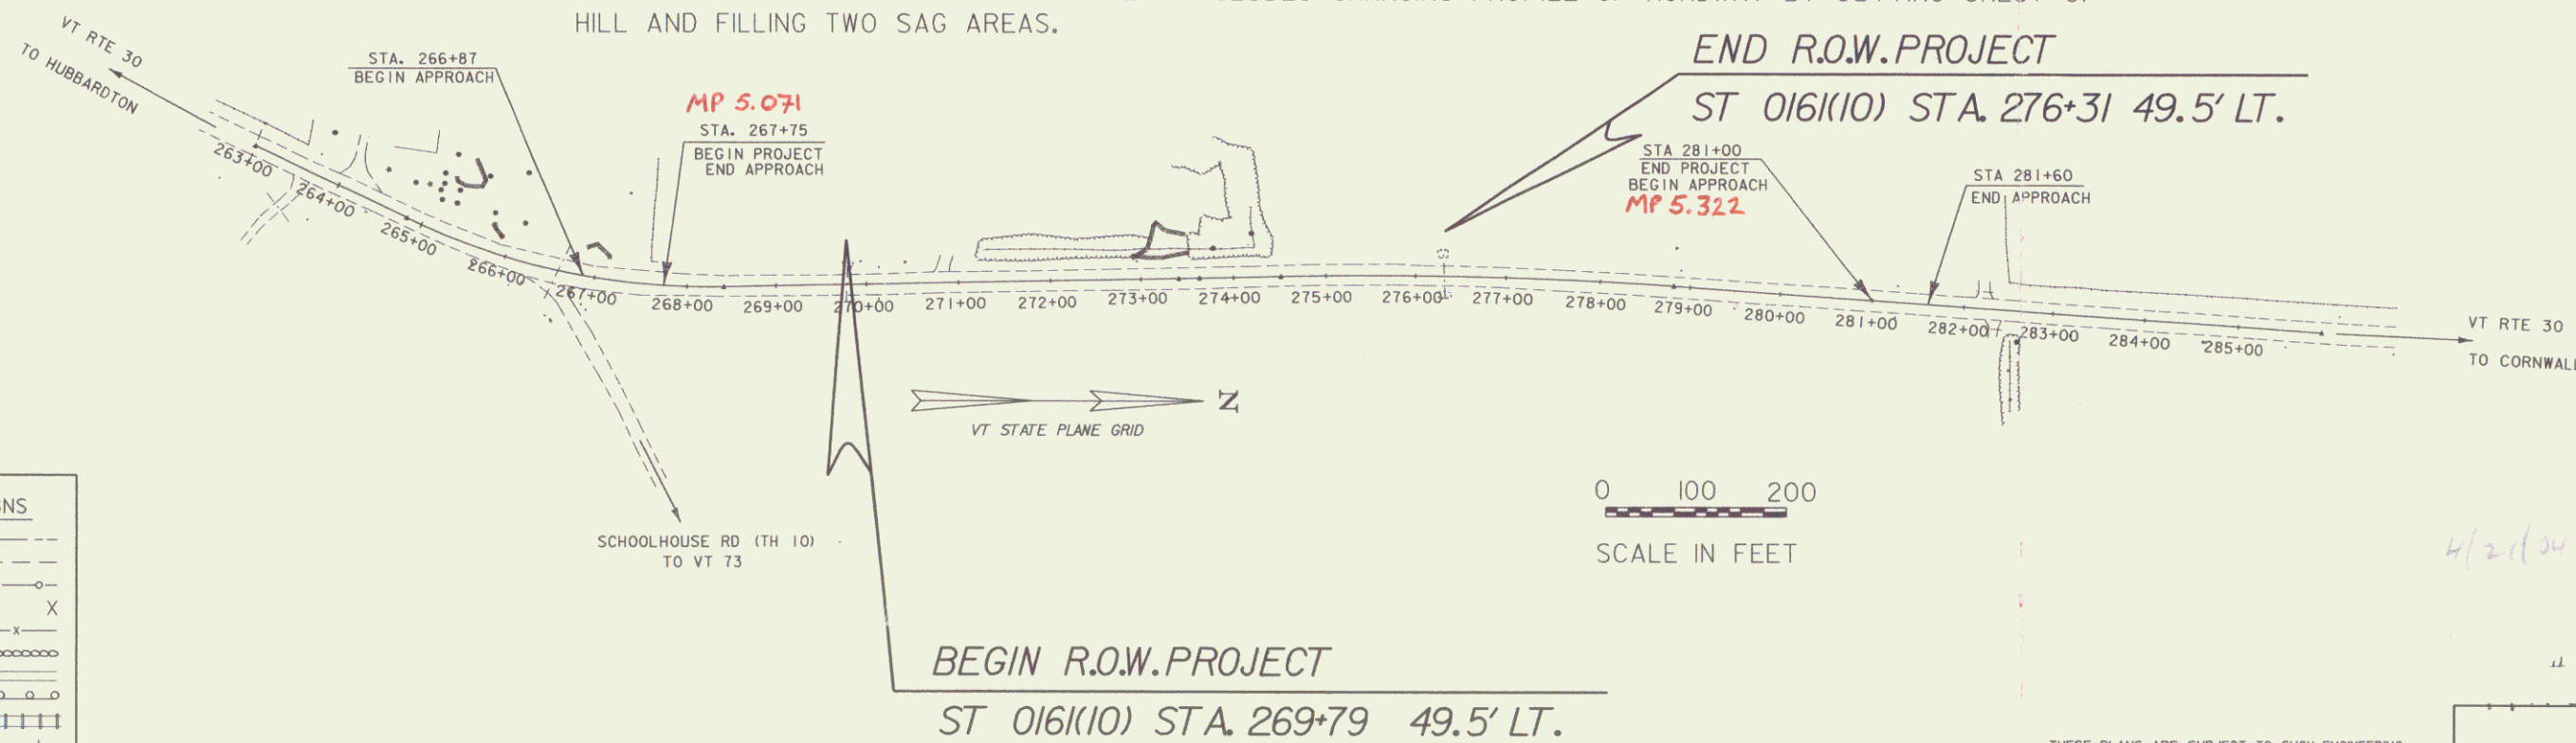 HILL AND FILLING TWO SAG AREAS.
VT RTE 30
TO HUBBARDTON
STA. 266+87
BEGIN APPROACH
MP 5.071
STA. 267+75
BEGIN PROJECT
END APPROACH
END R.O.W. PROJECT
ST 0161(10) STA. 276+31 49.5' LT.
STA 281+00
END PROJECT
BEGIN APPROACH
MP 5.322
STA 281+60
END APPROACH
263+00
264+00
265+00
266+00
267+00
268+00
269+00
270+00
271+00
272+00
273+00
274+00
275+00
276+00
277+00
278+00
279+00
280+00
281+00
282+00
283+00
284+00
285+00
VT RTE 30
TO CORNWALL
N
VT STATE PLANE GRID
0 100 200
SCALE IN FEET
SCHOOLHOUSE RD (TH 10)
TO VT 73
4/21/04
BEGIN R.O.W. PROJECT
ST 0161(10) STA. 269+79 49.5' LT.